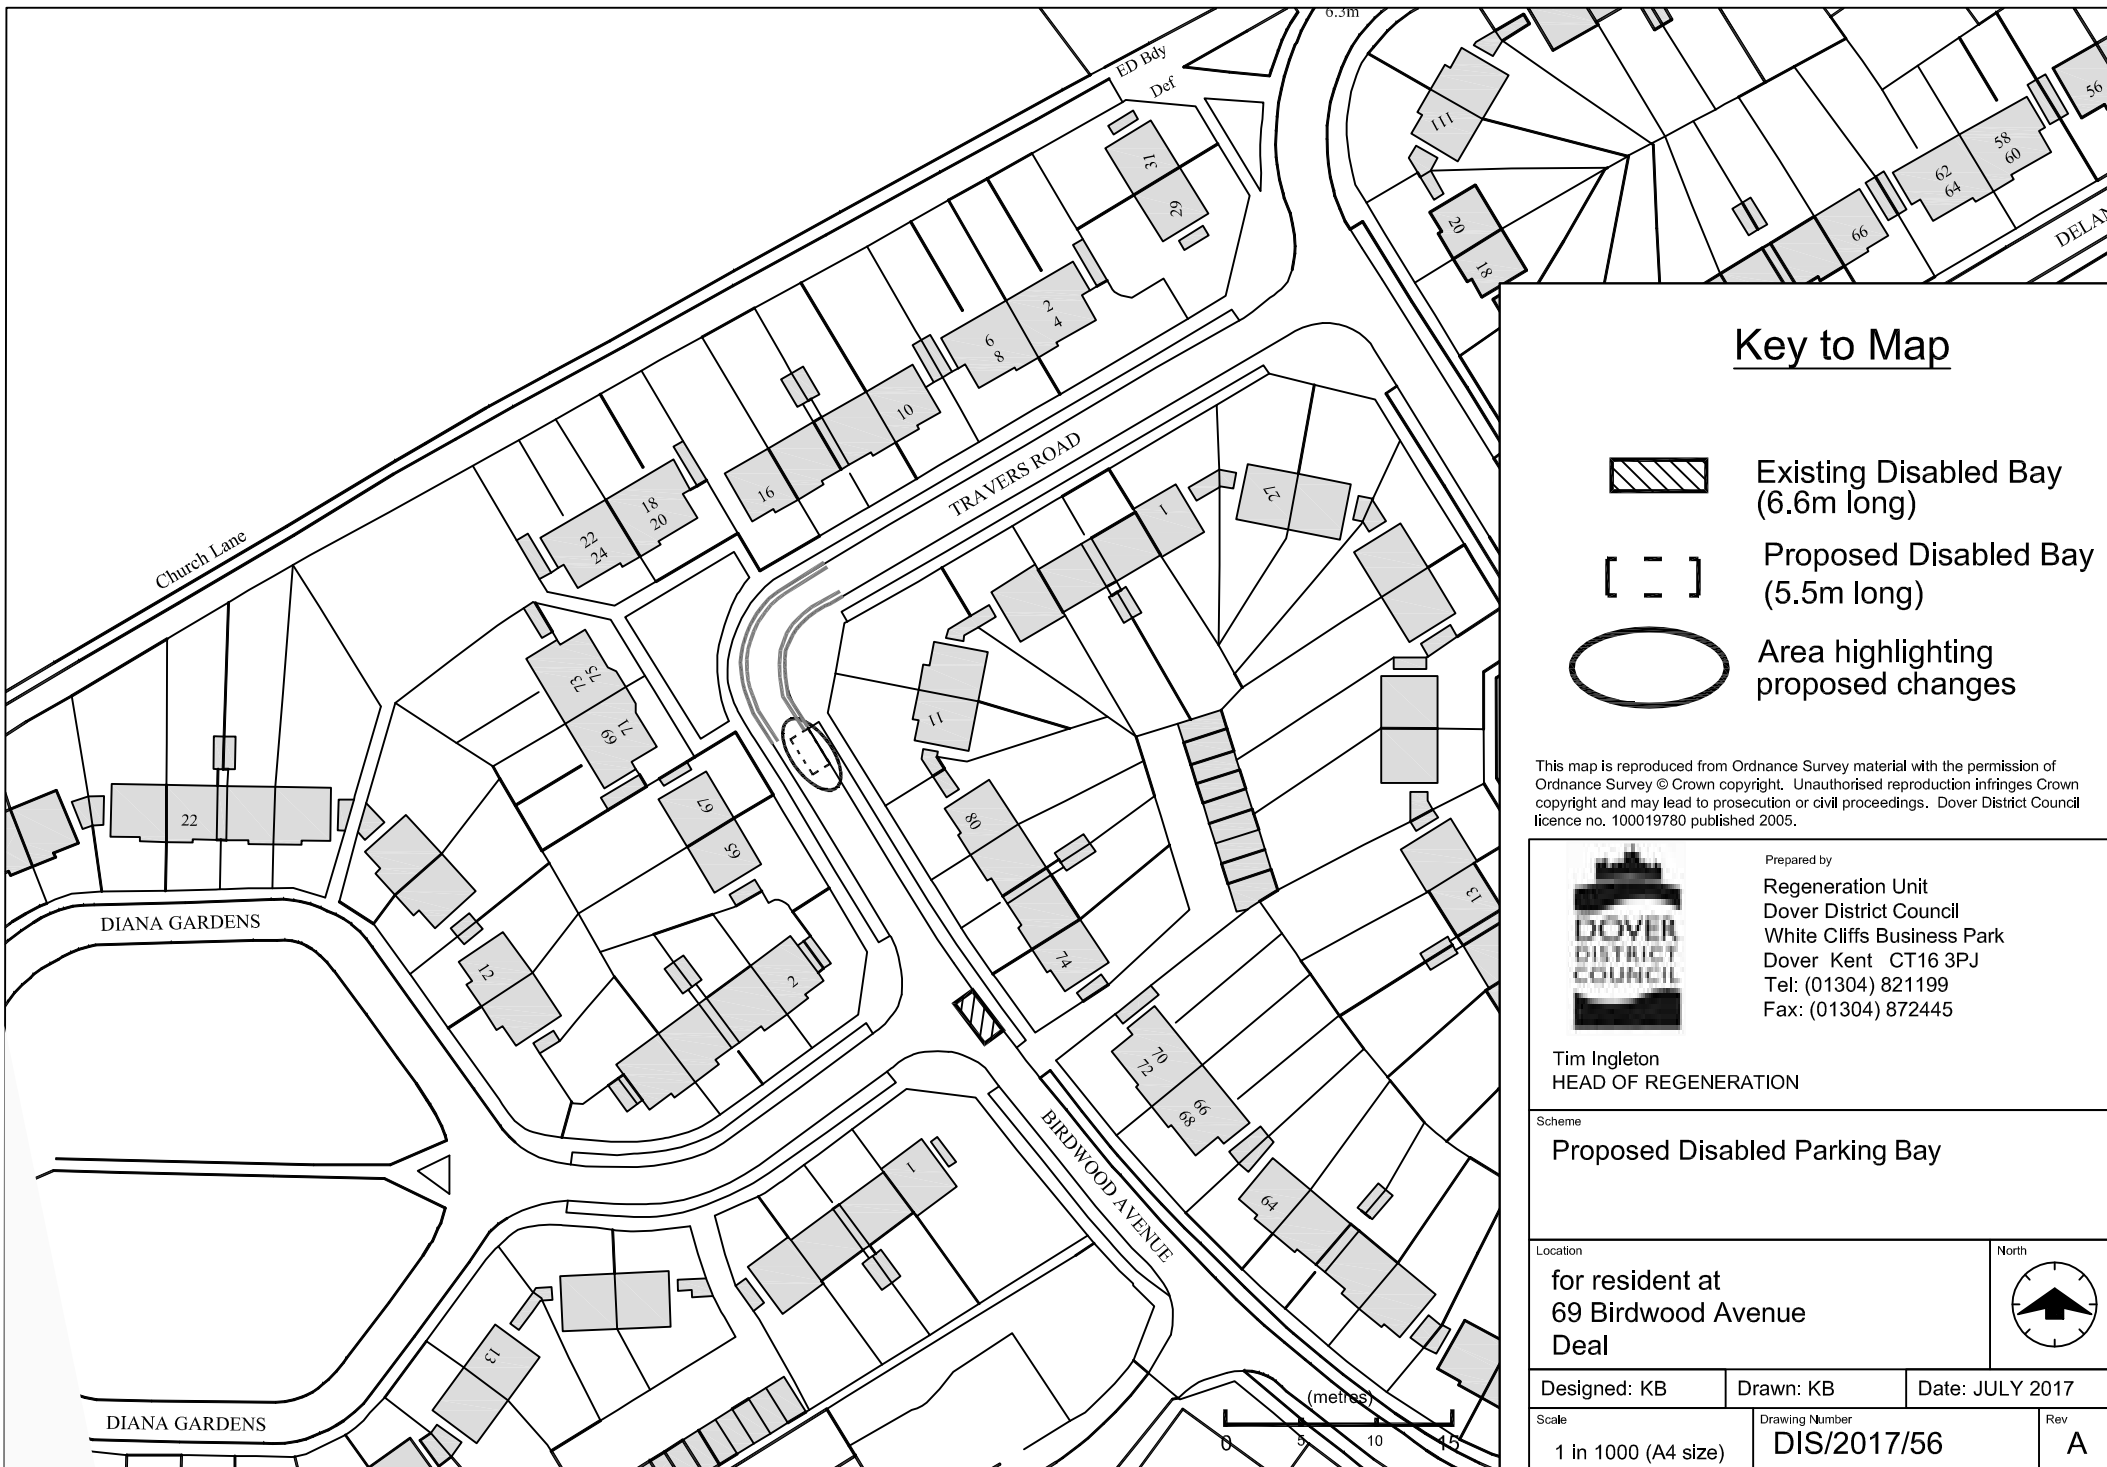 6.3m
ED Bdy
Def
Church Lane
TRAVERS ROAD
DIANA GARDENS
DIANA GARDENS
BIRDWOOD AVENUE
31
29
2
4
6
8
10
16
18
20
22
24
75
73
71
69
67
65
22
12
2
1
13
1
27
11
80
74
70
72
66
68
64
13
111
20
18
56
58
60
62
64
66
(metres)
0 5 10 15
Key to Map
Existing Disabled Bay
(6.6m long)
Proposed Disabled Bay
(5.5m long)
Area highlighting
proposed changes
This map is reproduced from Ordnance Survey material with the permission of
Ordnance Survey © Crown copyright. Unauthorised reproduction infringes Crown
copyright and may lead to prosecution or civil proceedings. Dover District Council
licence no. 100019780 published 2005.
DOVER
DISTRICT
COUNCIL
Prepared by
Regeneration Unit
Dover District Council
White Cliffs Business Park
Dover Kent CT16 3PJ
Tel: (01304) 821199
Fax: (01304) 872445
Tim Ingleton
HEAD OF REGENERATION
Scheme
Proposed Disabled Parking Bay
Location
for resident at
69 Birdwood Avenue
Deal
North
Designed: KB
Drawn: KB
Date: JULY 2017
Scale
1 in 1000 (A4 size)
Drawing Number
DIS/2017/56
Rev
A